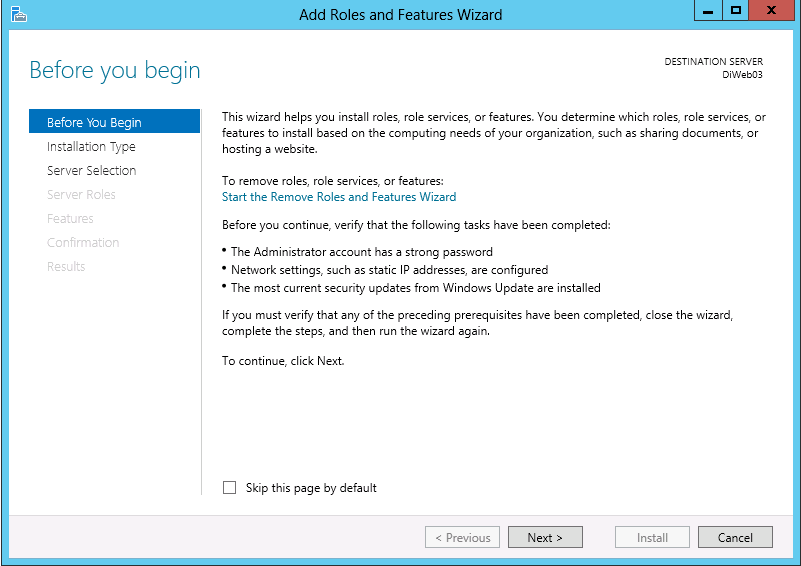 Add Roles and Features Wizard
Before you begin
DESTINATION SERVER
DiWeb03
Before You Begin
Installation Type
Server Selection
Server Roles
Features
Confirmation
Results
This wizard helps you install roles, role services, or features. You determine which roles, role services, or
features to install based on the computing needs of your organization, such as sharing documents, or
hosting a website.
To remove roles, role services, or features:
Start the Remove Roles and Features Wizard
Before you continue, verify that the following tasks have been completed:
• The Administrator account has a strong password
• Network settings, such as static IP addresses, are configured
• The most current security updates from Windows Update are installed
If you must verify that any of the preceding prerequisites have been completed, close the wizard,
complete the steps, and then run the wizard again.
To continue, click Next.
Skip this page by default
< Previous
Next >
Install
Cancel